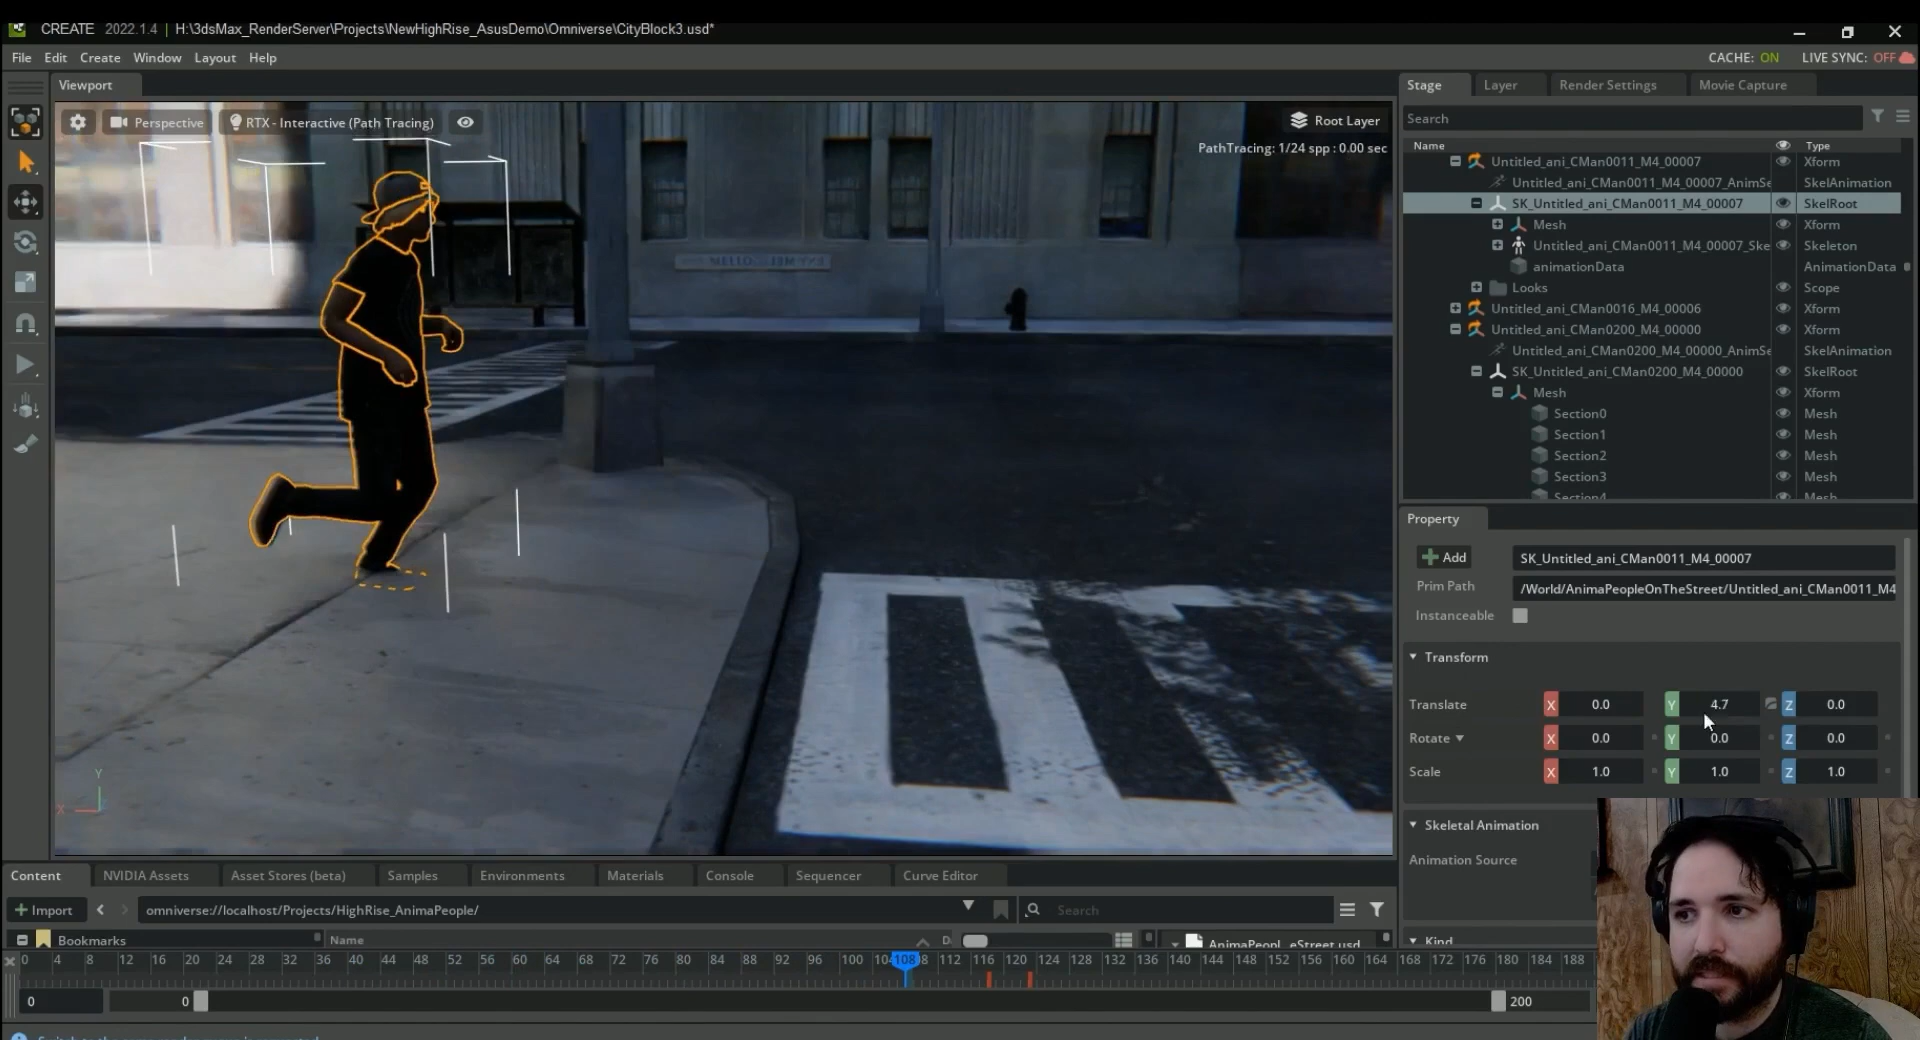 CREATE 2022.1.4 | H:\3dsMax_RenderServer\Projects\NewHighRise_AsusDemo\Omniverse\CityBlock3.usd*
File Edit Create Window Layout Help
CACHE: ON LIVE SYNC: OFF
Viewport
Stage Layer Render Settings Movie Capture
Perspective
RTX - Interactive (Path Tracing)
Root Layer
PathTracing: 1/24 spp : 0.00 sec
Search
Name Type
Untitled_ani_CMan0011_M4_00007 Xform
Untitled_ani_CMan0011_M4_00007_AnimSe SkelAnimation
SK_Untitled_ani_CMan0011_M4_00007 SkelRoot
Mesh Xform
Untitled_ani_CMan0011_M4_00007_Ske Skeleton
animationData AnimationData
Looks Scope
Untitled_ani_CMan0016_M4_00006 Xform
Untitled_ani_CMan0200_M4_00000 Xform
Untitled_ani_CMan0200_M4_00000_AnimSe SkelAnimation
SK_Untitled_ani_CMan0200_M4_00000 SkelRoot
Mesh Xform
Section0 Mesh
Section1 Mesh
Section2 Mesh
Section3 Mesh
Section4 Mesh
Property
Add SK_Untitled_ani_CMan0011_M4_00007
Prim Path /World/AnimaPeopleOnTheStreet/Untitled_ani_CMan0011_M4
Instanceable
Transform
Translate X 0.0 Y 4.7 Z 0.0
Rotate X 0.0 Y 0.0 Z 0.0
Scale X 1.0 Y 1.0 Z 1.0
Skeletal Animation
Animation Source
Kind
Y
X
Content NVIDIA Assets Asset Stores (beta) Samples Environments Materials Console Sequencer Curve Editor
Import omniverse://localhost/Projects/HighRise_AnimaPeople/ Search
Bookmarks Name D AnimaPeopl_eStreet.usd
0 4 8 12 16 20 24 28 32 36 40 44 48 52 56 60 64 68 72 76 80 84 88 92 96 100 104 108 8 112 116 120 124 128 132 136 140 144 148 152 156 160 164 168 172 176 180 184 188
0 0 200